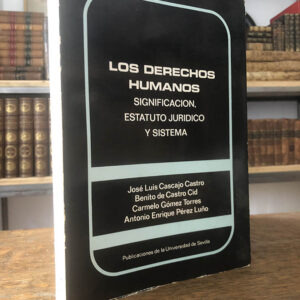 LOS DERECHOS
HUMANOS
SIGNIFICACION,
ESTATUTO JURIDICO
Y SISTEMA
José Luis Cascajo Castro
Benito de Castro Cid
Carmelo Gómez Torres
Antonio Enrique Pérez Luño
Publicaciones de la Universidad de Sevilla